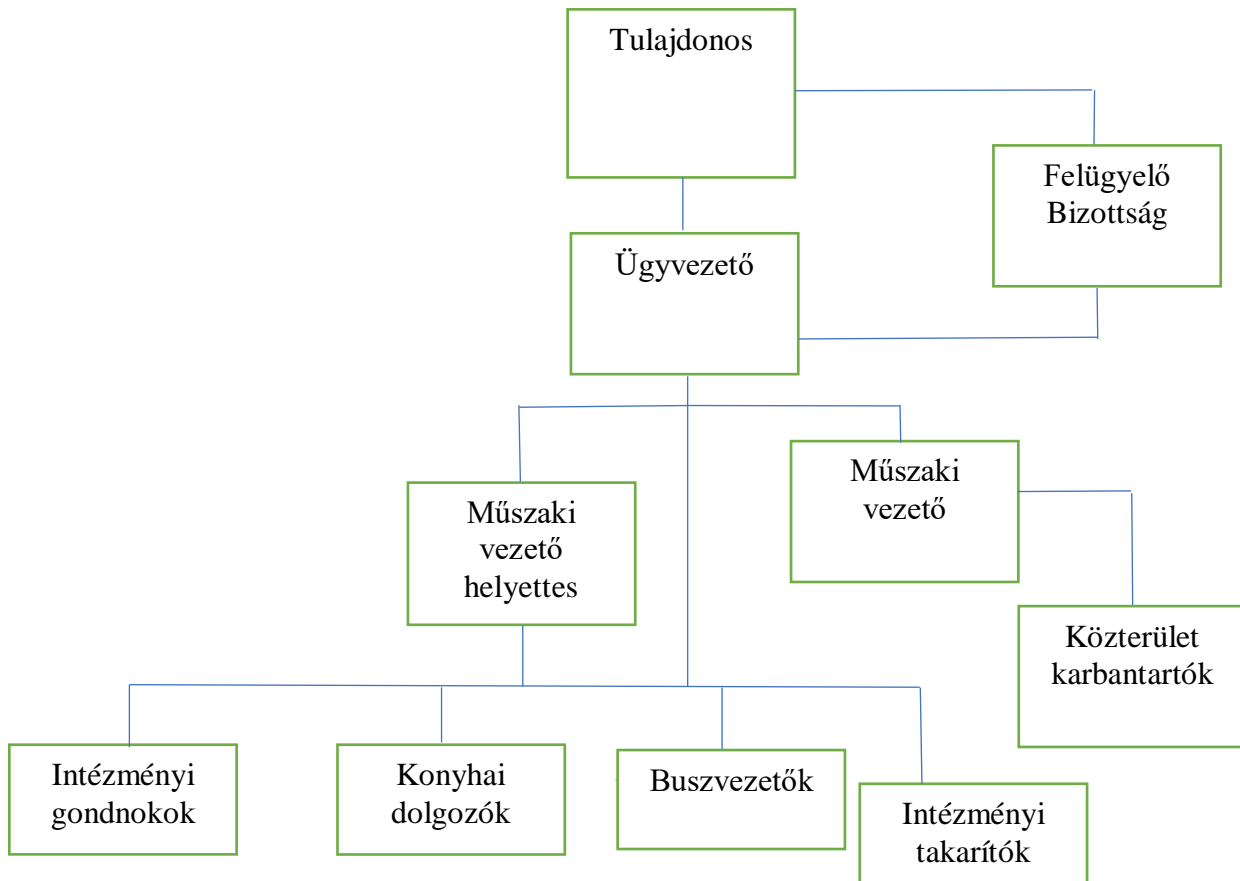 Tulajdonos
Felügyelő
Bizottság
Ügyvezető
Műszaki
vezető
Műszaki
vezető
helyettes
Közterület
karbantartók
Intézményi
gondnokok
Konyhai
dolgozók
Buszvezetők
Intézményi
takarítók